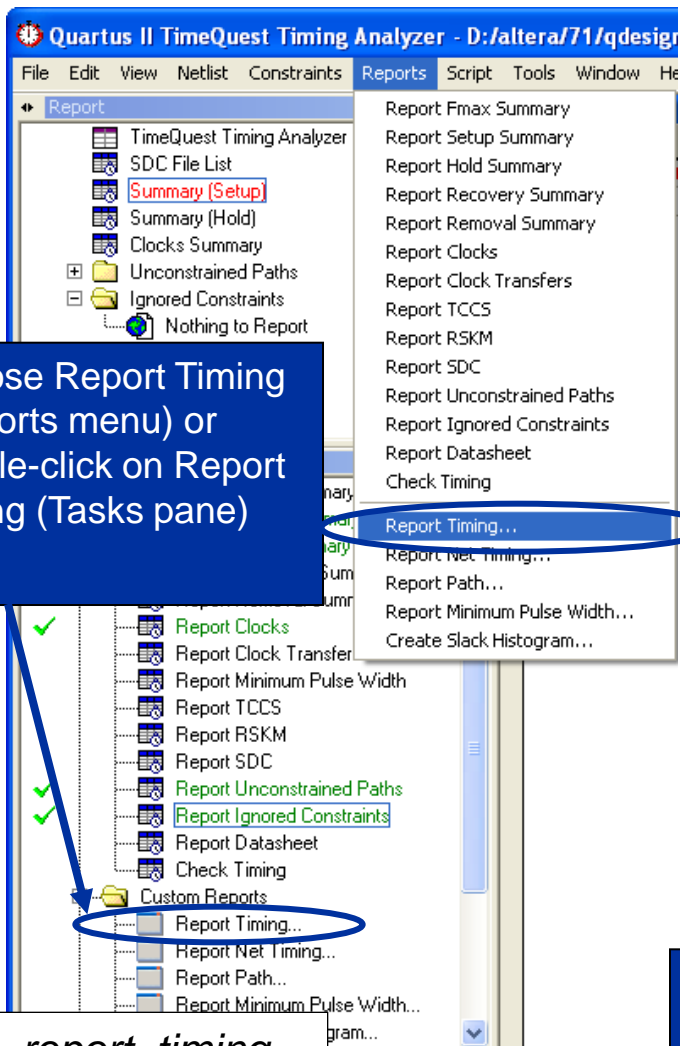 Quartus II TimeQuest Timing Analyzer - D:/altera/71/qdesign
File Edit View Netlist Constraints Reports Script Tools Window He
Report
TimeQuest Timing Analyzer
SDC File List
Summary (Setup)
Summary (Hold)
Clocks Summary
Unconstrained Paths
Ignored Constraints
Nothing to Report
Report Fmax Summary
Report Setup Summary
Report Hold Summary
Report Recovery Summary
Report Removal Summary
Report Clocks
Report Clock Transfers
Report TCCS
Report RSKM
Report SDC
Report Unconstrained Paths
Report Ignored Constraints
Report Datasheet
Check Timing
Report Timing...
Report Net Timing...
Report Path...
Report Minimum Pulse Width...
Create Slack Histogram...
ose Report Timing
orts menu) or
le-click on Report
ng (Tasks pane)
Report Clocks
Report Clock Transfer
Report Minimum Pulse Width
Report TCCS
Report RSKM
Report SDC
Report Unconstrained Paths
Report Ignored Constraints
Report Datasheet
Check Timing
Custom Reports
Report Timing...
Report Net Timing...
Report Path...
Report Minimum Pulse Width...
gram...
report_timing